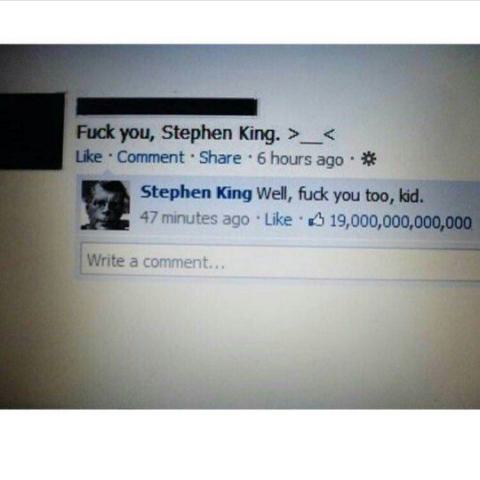 Fuck you, Stephen King. >__<
Like · Comment · Share · 6 hours ago ·
Stephen King Well, fuck you too, kid.
47 minutes ago · Like · 19,000,000,000,000
Write a comment...